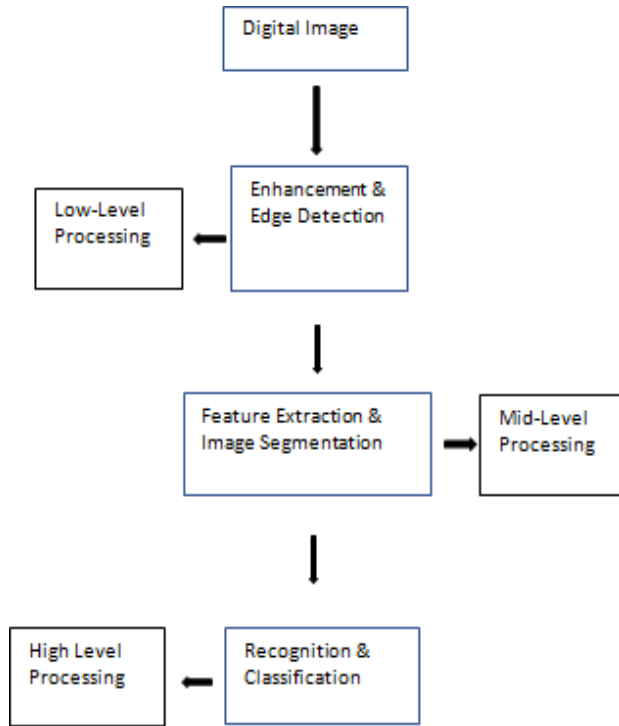 Digital Image
Enhancement &
Edge Detection
Low-Level
Processing
Feature Extraction &
Image Segmentation
Mid-Level
Processing
High Level
Processing
Recognition &
Classification